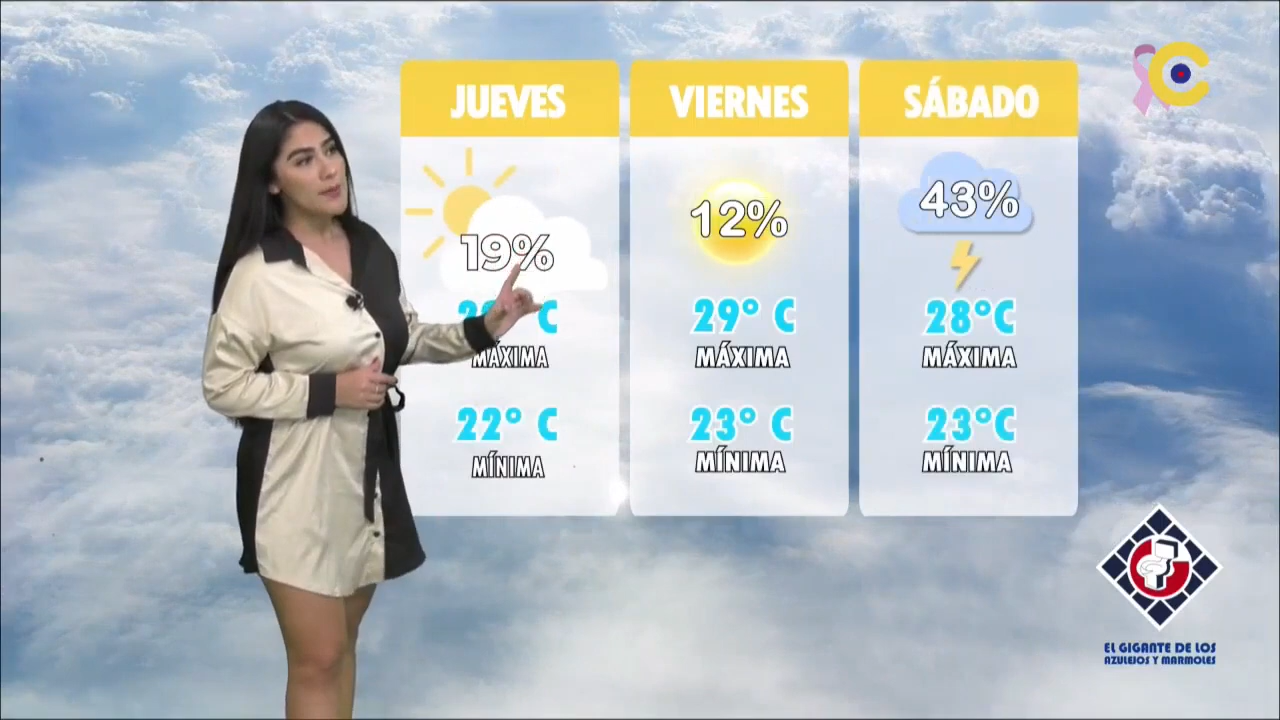 JUEVES
19%
MÁXIMA
22° C
MÍNIMA
VIERNES
12%
29° C
MÁXIMA
23° C
MÍNIMA
SÁBADO
43%
28°C
MÁXIMA
23°C
MÍNIMA
C
EL GIGANTE DE LOS
AZULEJOS Y MARMOLES